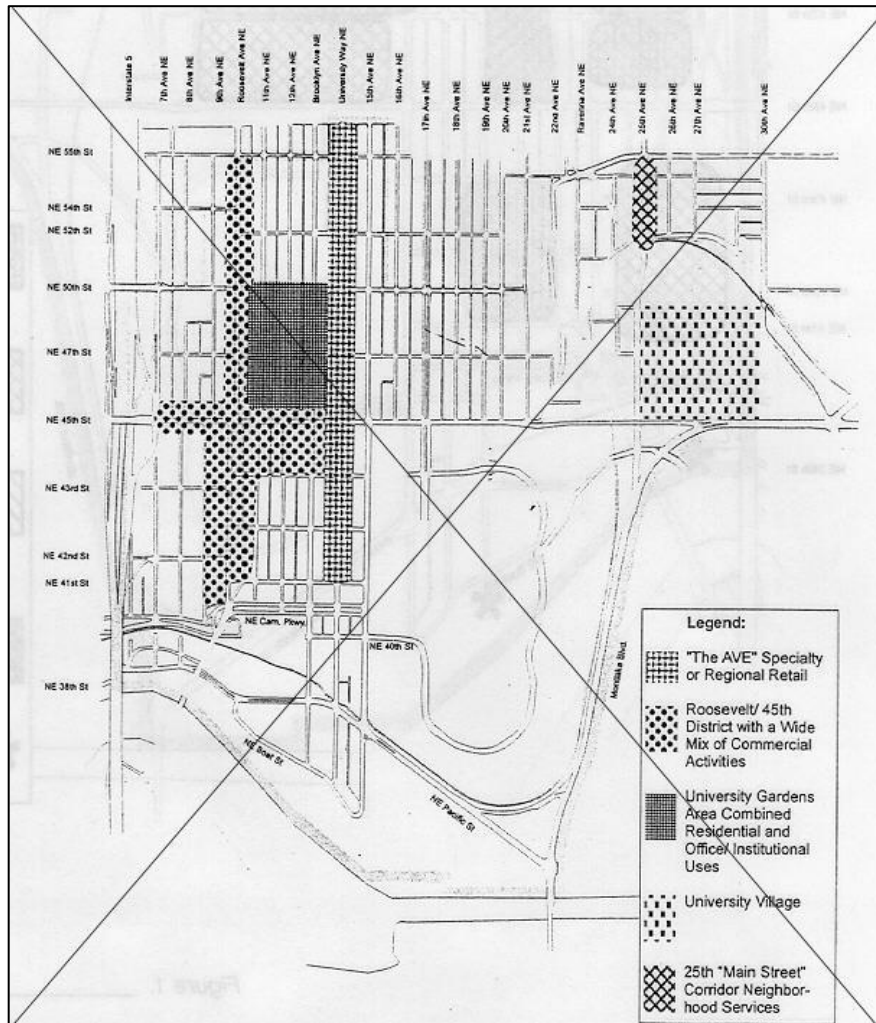 Interstate 5
7th Ave NE
8th Ave NE
9th Ave NE
Roosevelt Ave NE
11th Ave NE
12th Ave NE
Brooklyn Ave NE
University Way NE
15th Ave NE
16th Ave NE
17th Ave NE
18th Ave NE
19th Ave NE
20th Ave NE
21st Ave NE
22nd Ave NE
Ravenna Ave NE
24th Ave NE
25th Ave NE
26th Ave NE
27th Ave NE
30th Ave NE
NE 55th St
NE 54th St
NE 52th St
NE 50th St
NE 47th St
NE 45th St
NE 43rd St
NE 42nd St
NE 41st St
NE Cam. Pkwy
NE 40th St
NE 38th St
NE Boat St.
NE Pacific St
Montlake Blvd.
Legend:
"The AVE" Specialty
or Regional Retail
Roosevelt/ 45th
District with a Wide
Mix of Commercial
Activities
University Gardens
Area Combined
Residential and
Office/ Institutional
Uses
University Village
25th "Main Street"
Corridor Neighbor-
hood Services
Figure 1.